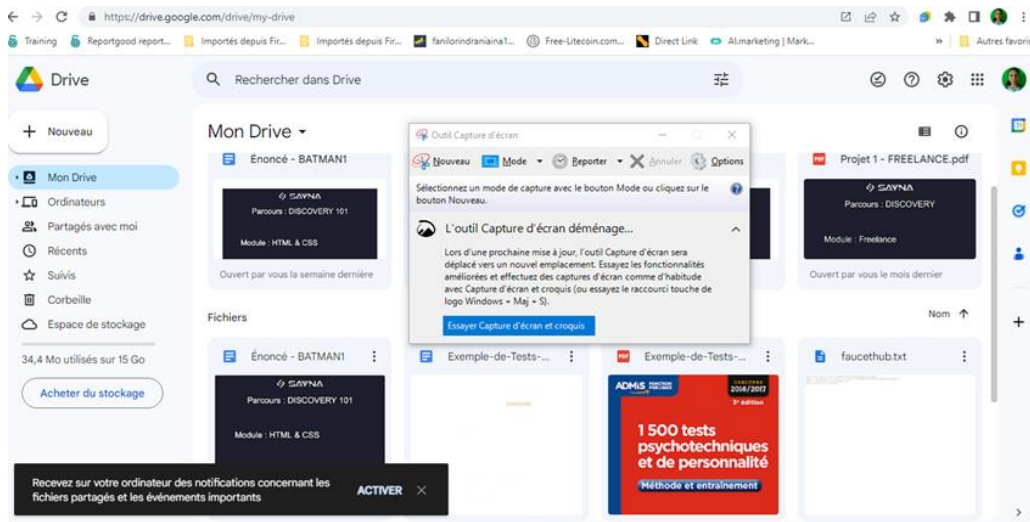 https://drive.google.com/drive/my-drive
Training
Reportgood report...
Importés depuis Fir...
Importés depuis Fir...
fanilorindraniaina1...
Free-Litecoin.com...
Direct Link
AI.marketing | Mark...
»
Autres favoris
Drive
Rechercher dans Drive
Nouveau
Mon Drive
Ordinateurs
Partagés avec moi
Récents
Suivis
Corbeille
Espace de stockage
34,4 Mo utilisés sur 15 Go
Acheter du stockage
Mon Drive
Énoncé - BATMAN1
SAYNA
Parcours : DISCOVERY 101
Module : HTML & CSS
Ouvert par vous la semaine dernière
Outil Capture d'écran
Nouveau
Mode
Reporter
Annuler
Options
Sélectionnez un mode de capture avec le bouton Mode ou cliquez sur le
bouton Nouveau.
L'outil Capture d'écran déménage...
Lors d'une prochaine mise à jour, l'outil Capture d'écran sera
déplacé vers un nouvel emplacement. Essayez les fonctionnalités
améliorées et effectuez des captures d'écran comme d'habitude
avec Capture d'écran et croquis (ou essayez le raccourci touche de
logo Windows + Maj + S).
Essayer Capture d'écran et croquis
PDF
Projet 1 - FREELANCE.pdf
SAYNA
Parcours : DISCOVERY
Module : Freelance
Ouvert par vous le mois dernier
Fichiers
Nom
Énoncé - BATMAN1
SAYNA
Parcours : DISCOVERY 101
Module : HTML & CSS
Exemple-de-Tests-...
PDF
Exemple-de-Tests-...
ADMIS
FONCTION
PUBLIQUE
CONCOURS
2016/2017
3e édition
1 500 tests
psychotechniques
et de personnalité
Méthode et entraînement
faucethub.txt
Recevez sur votre ordinateur des notifications concernant les
fichiers partagés et les événements importants
ACTIVER